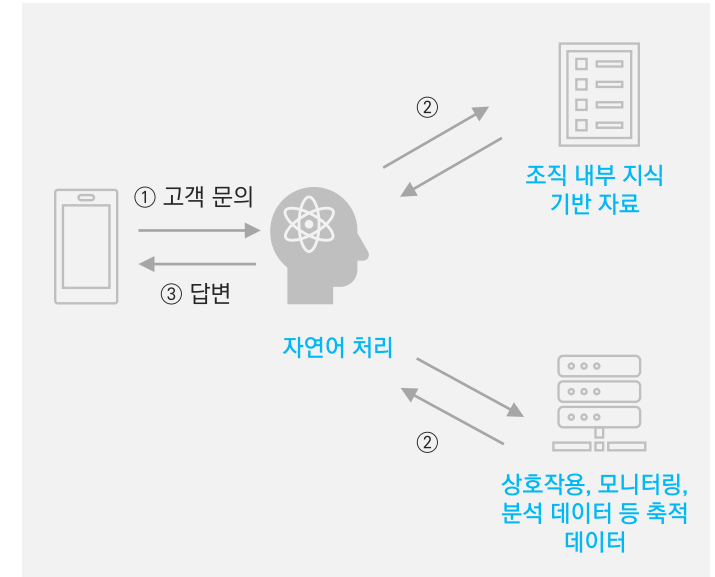 ① 고객 문의
③ 답변
자연어 처리
②
조직 내부 지식
기반 자료
②
상호작용, 모니터링,
분석 데이터 등 축적
데이터